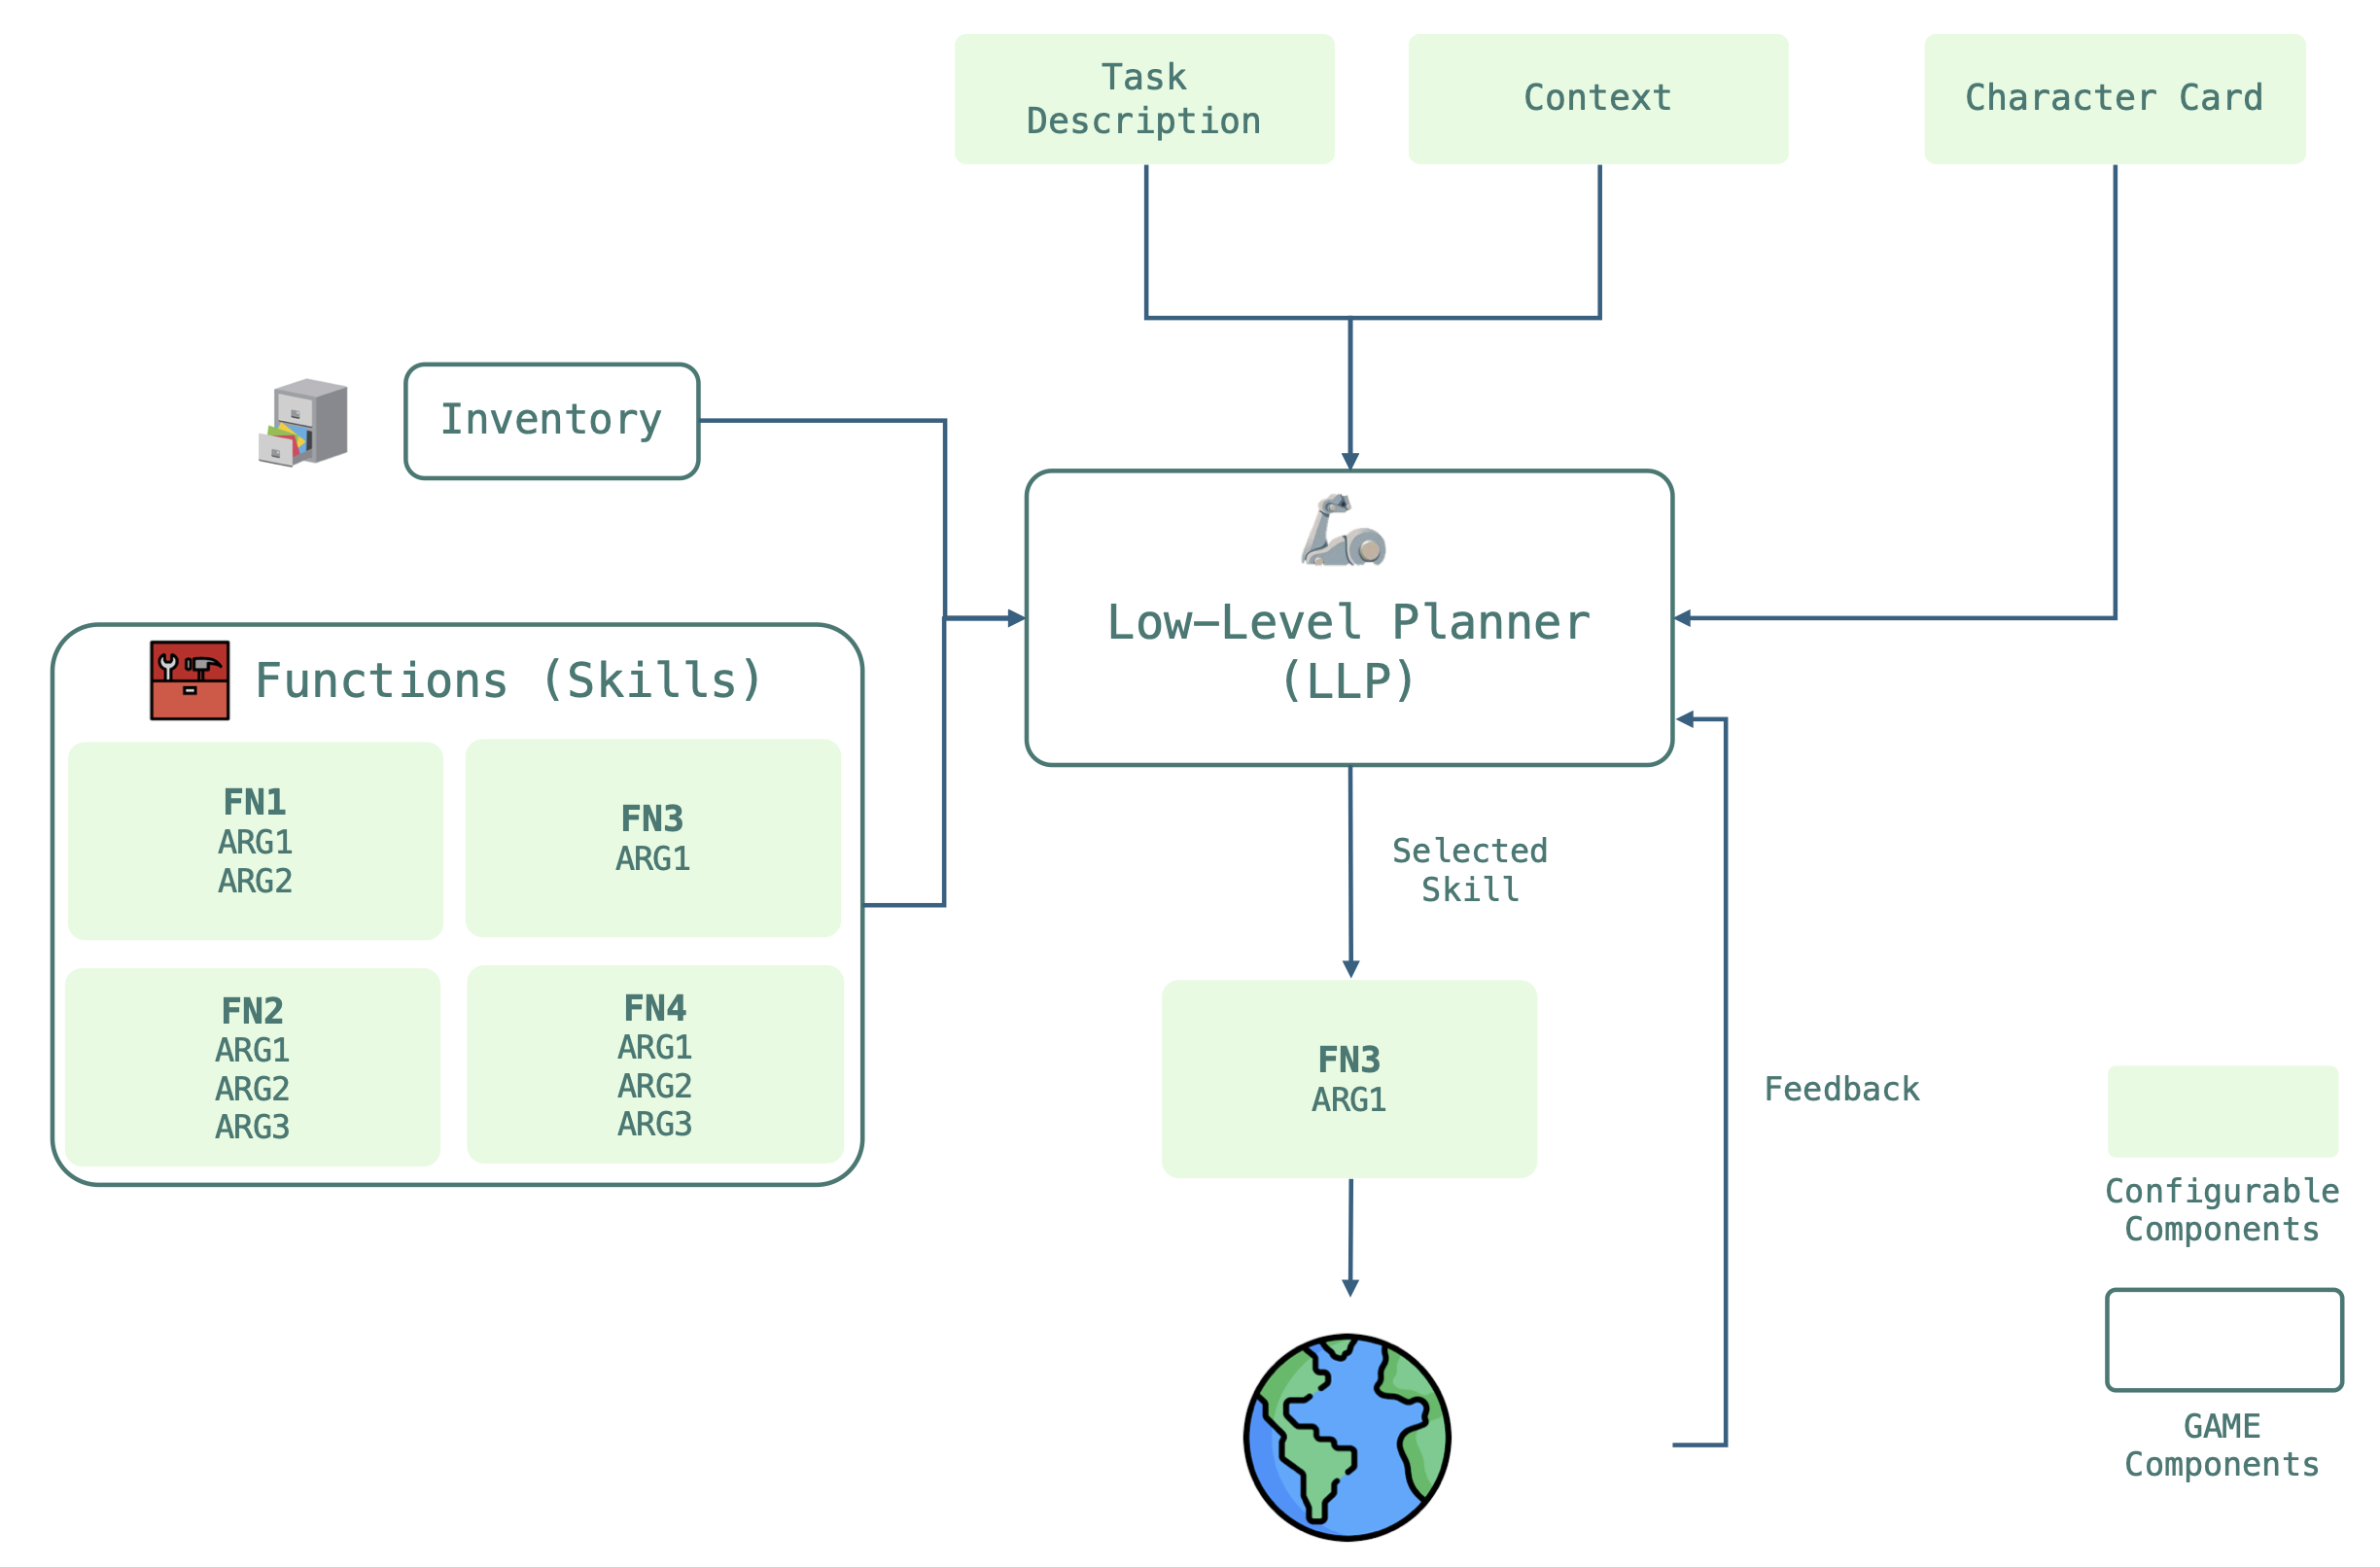 Task
Description
Context
Character Card
Inventory
Low-Level Planner
(LLP)
Functions (Skills)
FN1
ARG1
ARG2
FN3
ARG1
FN2
ARG1
ARG2
ARG3
FN4
ARG1
ARG2
ARG3
Selected
Skill
FN3
ARG1
Feedback
Configurable
Components
GAME
Components